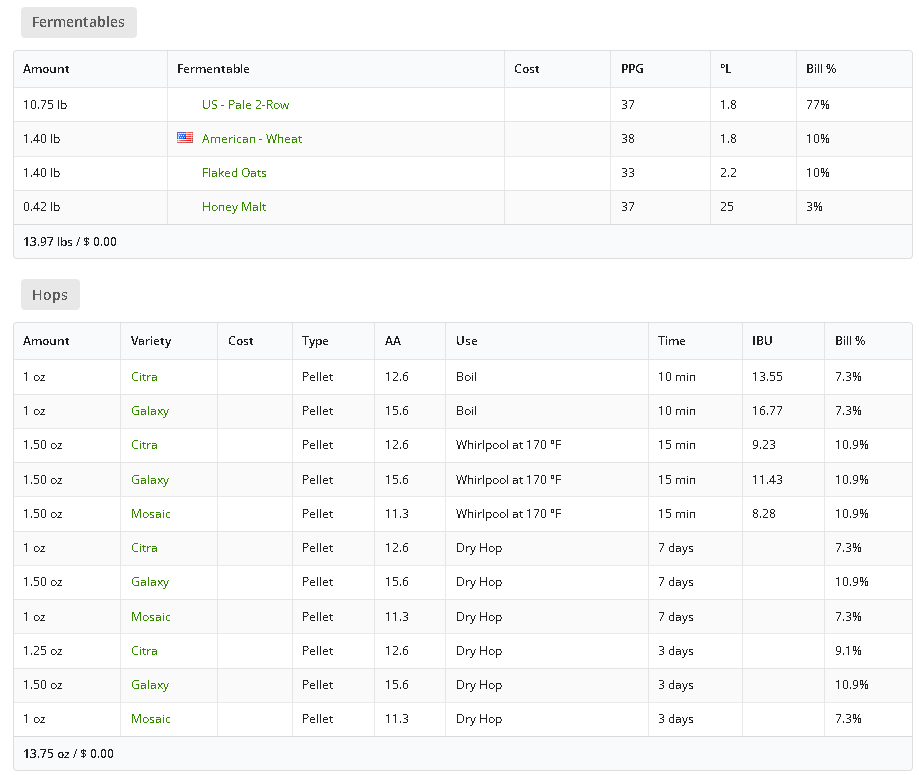 Fermentables
Amount Fermentable Cost PPG °L Bill %
10.75 lb US - Pale 2-Row 37 1.8 77%
1.40 lb American - Wheat 38 1.8 10%
1.40 lb Flaked Oats 33 2.2 10%
0.42 lb Honey Malt 37 25 3%
13.97 lbs / $ 0.00
Hops
Amount Variety Cost Type AA Use Time IBU Bill %
1 oz Citra Pellet 12.6 Boil 10 min 13.55 7.3%
1 oz Galaxy Pellet 15.6 Boil 10 min 16.77 7.3%
1.50 oz Citra Pellet 12.6 Whirlpool at 170 °F 15 min 9.23 10.9%
1.50 oz Galaxy Pellet 15.6 Whirlpool at 170 °F 15 min 11.43 10.9%
1.50 oz Mosaic Pellet 11.3 Whirlpool at 170 °F 15 min 8.28 10.9%
1 oz Citra Pellet 12.6 Dry Hop 7 days 7.3%
1.50 oz Galaxy Pellet 15.6 Dry Hop 7 days 10.9%
1 oz Mosaic Pellet 11.3 Dry Hop 7 days 7.3%
1.25 oz Citra Pellet 12.6 Dry Hop 3 days 9.1%
1.50 oz Galaxy Pellet 15.6 Dry Hop 3 days 10.9%
1 oz Mosaic Pellet 11.3 Dry Hop 3 days 7.3%
13.75 oz / $ 0.00